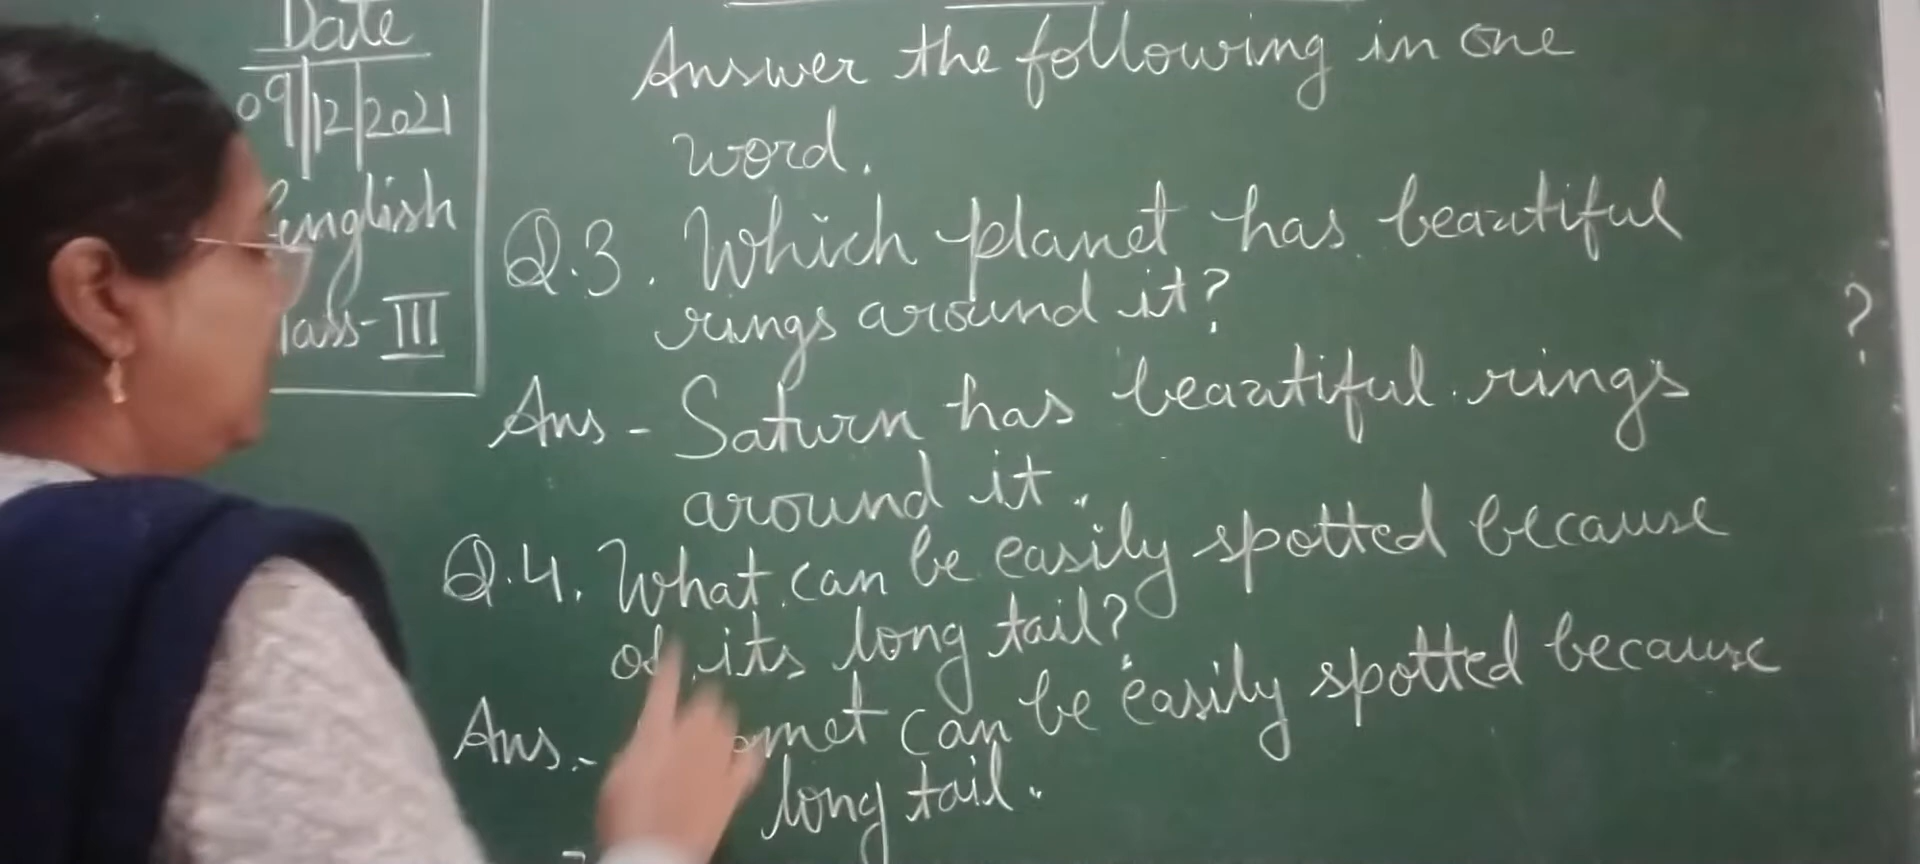 Date
09/12/2021
English
Class-III
Answer the following in one
word.
Q.3. Which planet has beautiful
rings around it?
?
Ans - Saturn has beautiful rings
around it.
Q.4. What can be easily spotted because
of its long tail?
Ans.- can be easily spotted because
long tail.